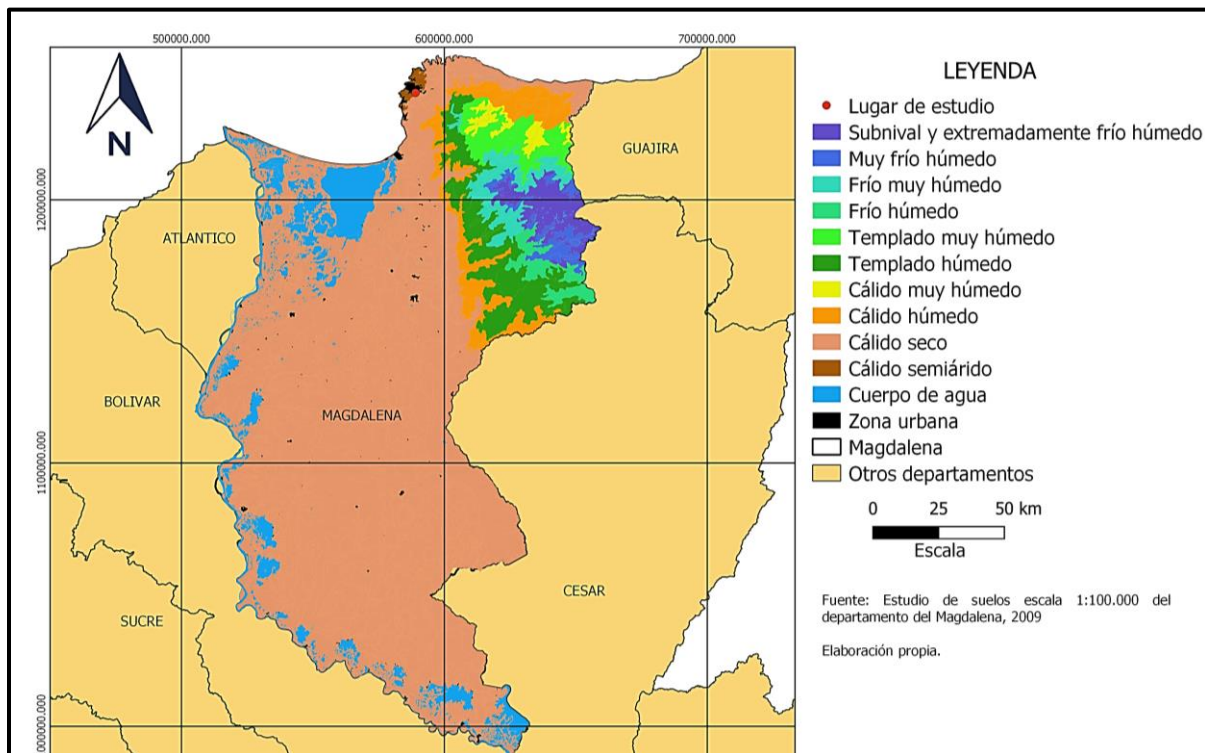 500000.000
600000.000
700000.000
N
1200000.000
1100000.000
000000.000
GUAJIRA
ATLANTICO
BOLIVAR
MAGDALENA
SUCRE
CESAR
LEYENDA
Lugar de estudio
Subnival y extremadamente frío húmedo
Muy frío húmedo
Frío muy húmedo
Frío húmedo
Templado muy húmedo
Templado húmedo
Cálido muy húmedo
Cálido húmedo
Cálido seco
Cálido semiárido
Cuerpo de agua
Zona urbana
Magdalena
Otros departamentos
0 25 50 km
Escala
Fuente: Estudio de suelos escala 1:100.000 del
departamento del Magdalena, 2009
Elaboración propia.